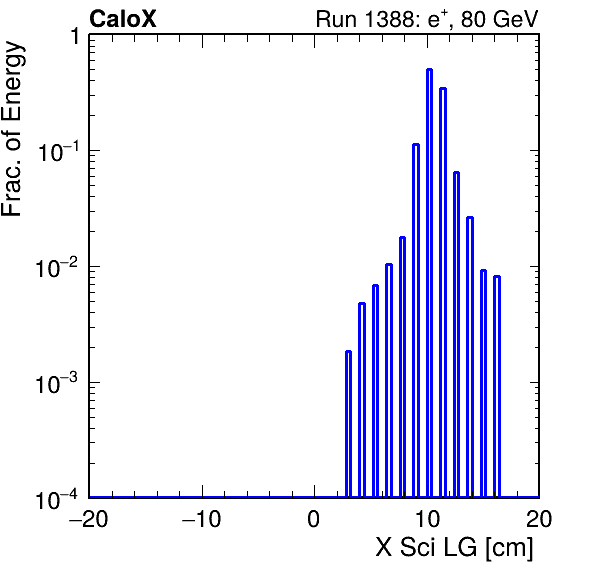 CaloX Run 1388: e⁺, 80 GeV
Frac. of Energy
1
10⁻¹
10⁻²
10⁻³
10⁻⁴
−20 −10 0 10 20
X Sci LG [cm]